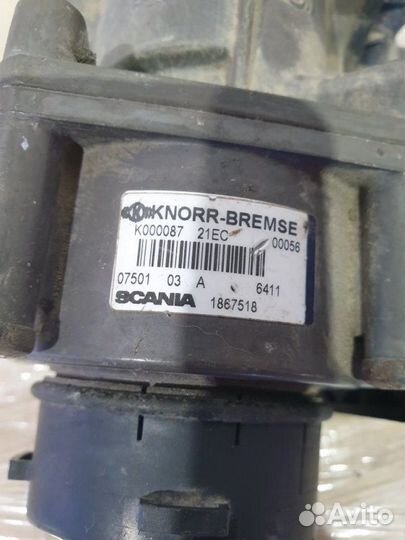 KNORR-BREMSE
K000087 21EC 00056
07501 03 A 6411
SCANIA 1867518
Avito